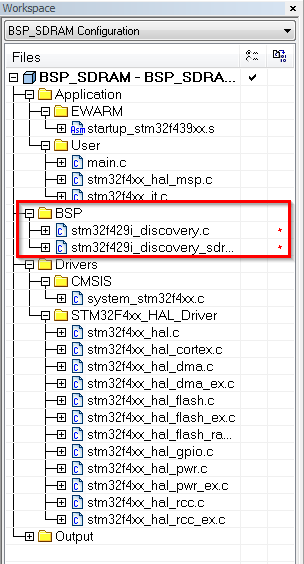 Workspace
BSP_SDRAM Configuration
Files
BSP_SDRAM - BSP_SDRA...
Application
EWARM
startup_stm32f439xx.s
User
main.c
stm32f4xx_hal_msp.c
stm32f4xx_it.c
BSP
stm32f429i_discovery.c *
stm32f429i_discovery_sdr... *
Drivers
CMSIS
system_stm32f4xx.c
STM32F4xx_HAL_Driver
stm32f4xx_hal.c
stm32f4xx_hal_cortex.c
stm32f4xx_hal_dma.c
stm32f4xx_hal_dma_ex.c
stm32f4xx_hal_flash.c
stm32f4xx_hal_flash_ex.c
stm32f4xx_hal_flash_ra...
stm32f4xx_hal_gpio.c
stm32f4xx_hal_pwr.c
stm32f4xx_hal_pwr_ex.c
stm32f4xx_hal_rcc.c
stm32f4xx_hal_rcc_ex.c
Output